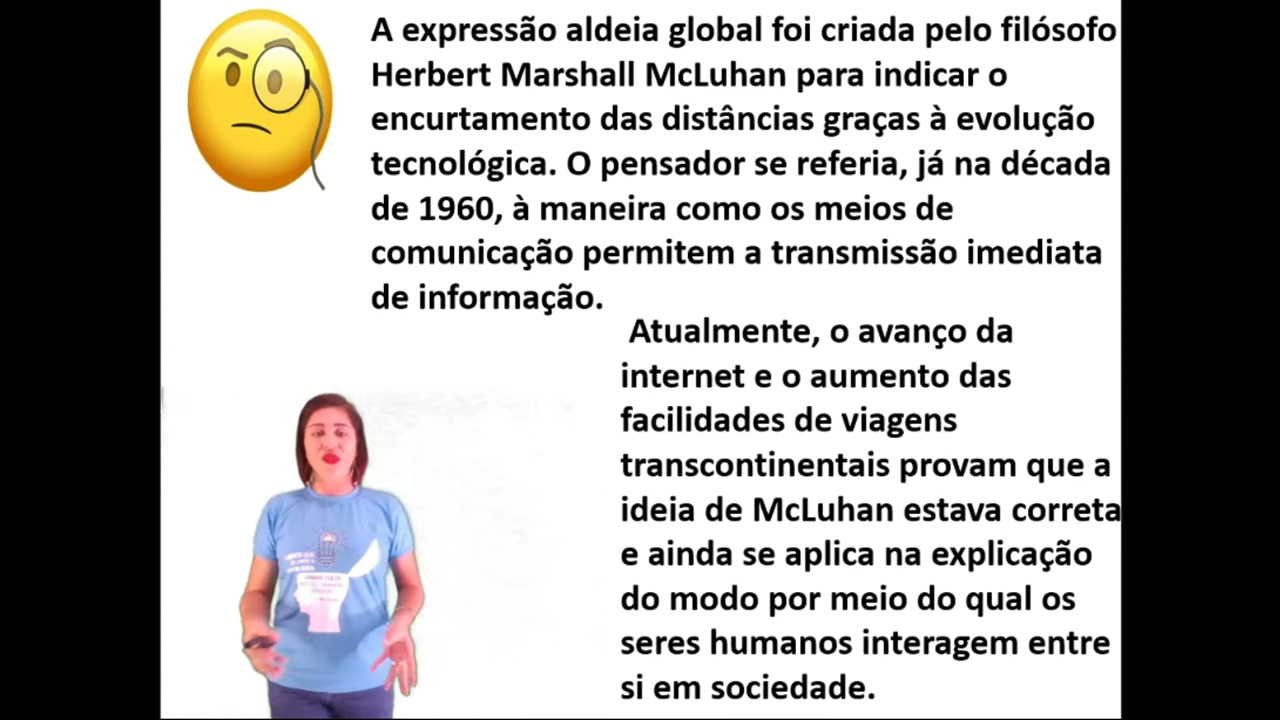 A expressão aldeia global foi criada pelo filósofo
Herbert Marshall McLuhan para indicar o
encurtamento das distâncias graças à evolução
tecnológica. O pensador se referia, já na década
de 1960, à maneira como os meios de
comunicação permitem a transmissão imediata
de informação.
Atualmente, o avanço da
internet e o aumento das
facilidades de viagens
transcontinentais provam que a
ideia de McLuhan estava correta
e ainda se aplica na explicação
do modo por meio do qual os
seres humanos interagem entre
si em sociedade.